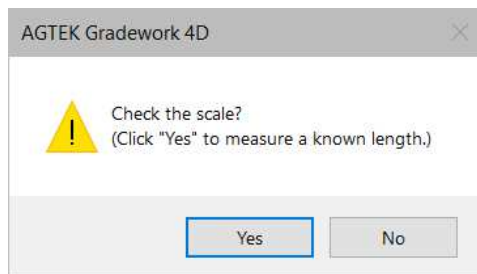 AGTEK Gradework 4D
Check the scale?
(Click "Yes" to measure a known length.)
Yes
No